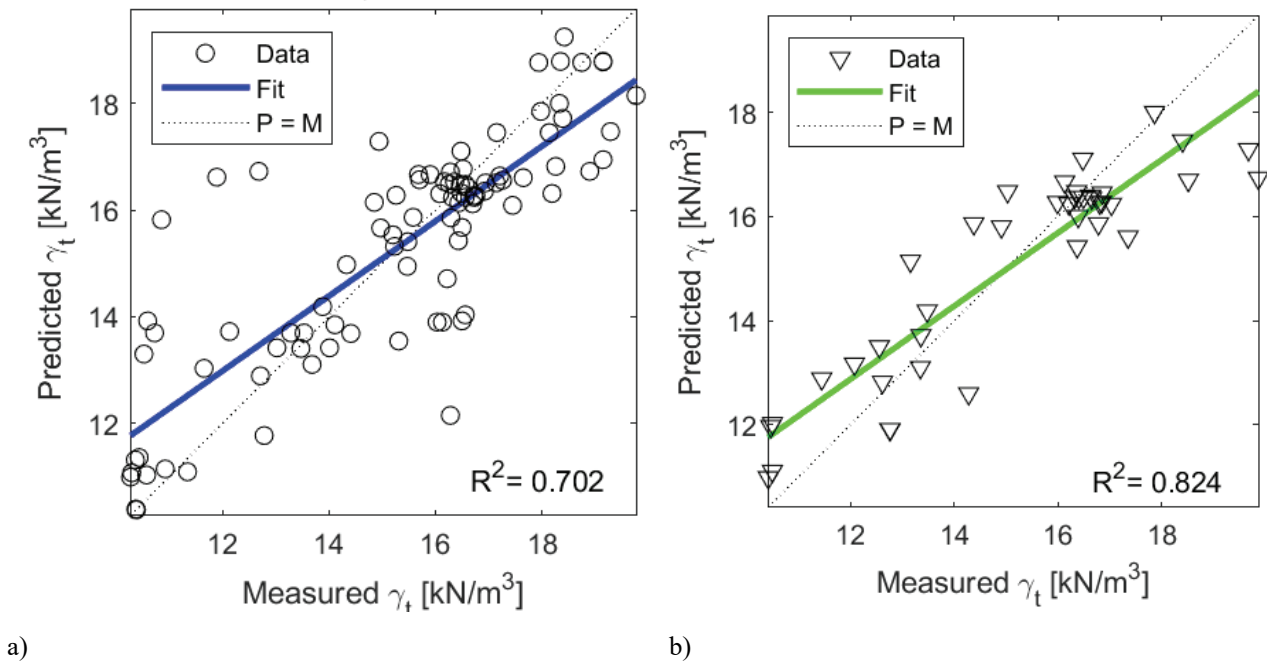 Data
Fit
P = M
18
16
14
12
Predicted γt [kN/m³]
R²= 0.702
12 14 16 18
Measured γt [kN/m³]
a)
Data
Fit
P = M
18
16
14
12
Predicted γt [kN/m³]
R²= 0.824
12 14 16 18
Measured γt [kN/m³]
b)